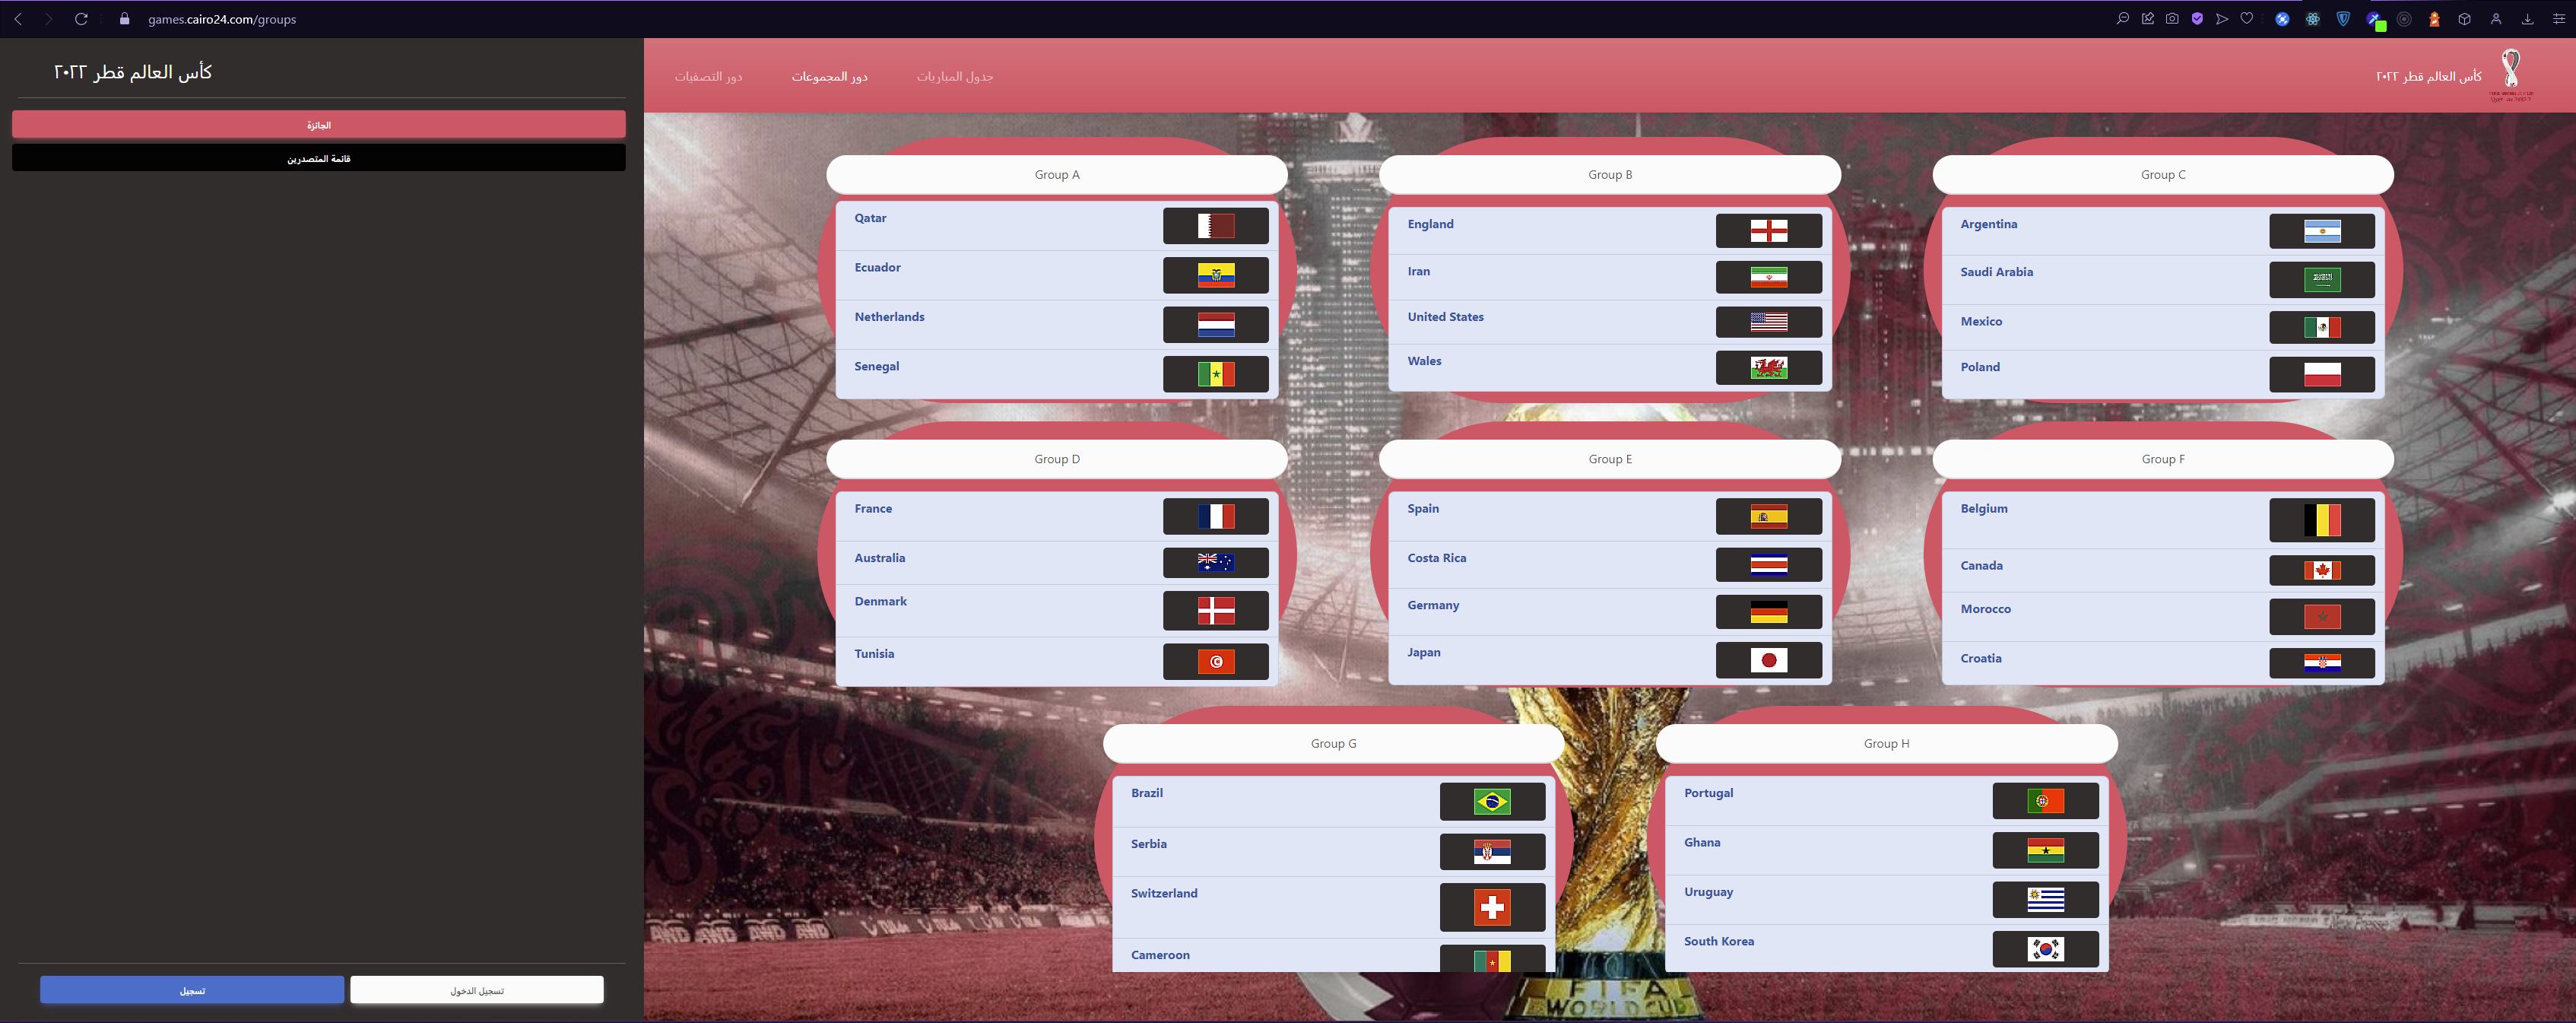 games.cairo24.com/groups
كأس العالم قطر ٢٠٢٢
الجائزة
قائمة المتصدرين
تسجيل
تسجيل الدخول
دور التصفيات
دور المجموعات
جدول المباريات
كأس العالم قطر ٢٠٢٢
Group A
Qatar
Ecuador
Netherlands
Senegal
Group B
England
Iran
United States
Wales
Group C
Argentina
Saudi Arabia
Mexico
Poland
Group D
France
Australia
Denmark
Tunisia
Group E
Spain
Costa Rica
Germany
Japan
Group F
Belgium
Canada
Morocco
Croatia
Group G
Brazil
Serbia
Switzerland
Cameroon
Group H
Portugal
Ghana
Uruguay
South Korea
FIFA
WORLD CUP